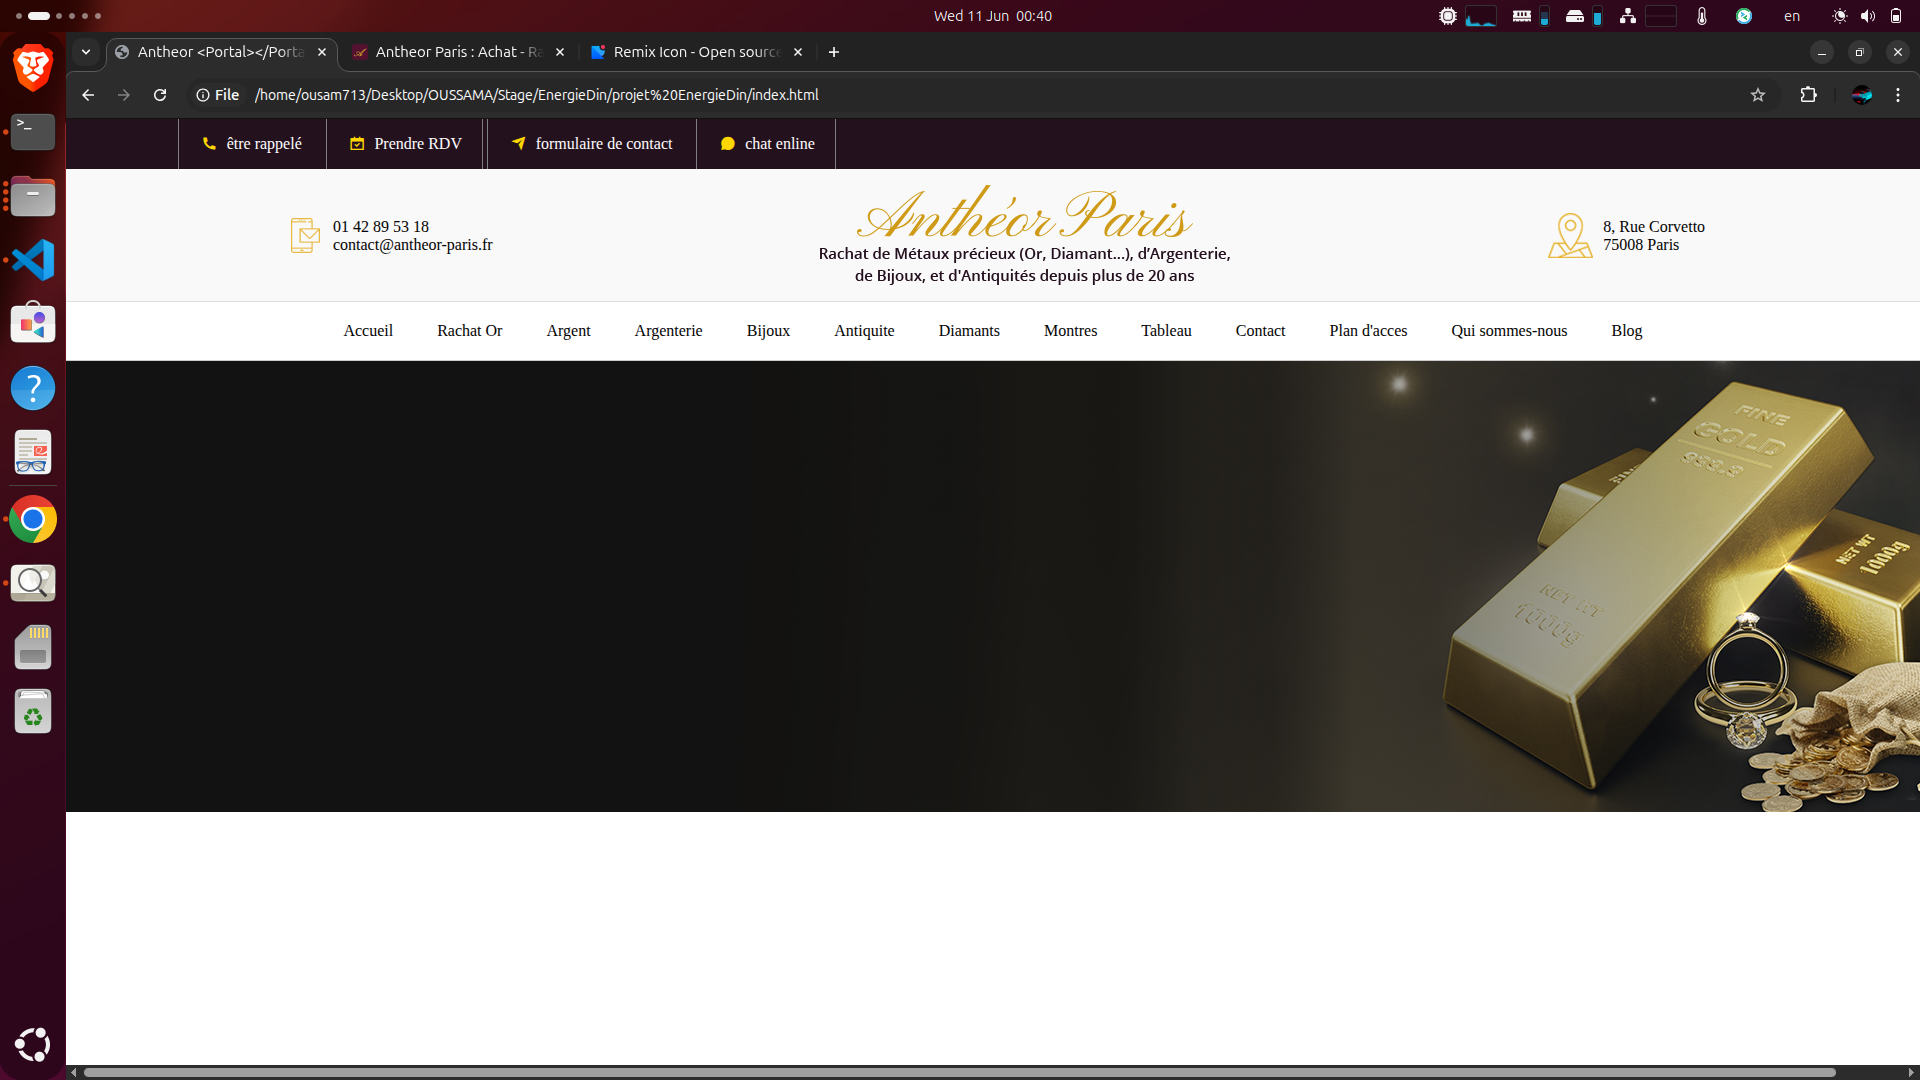 Wed 11 Jun 00:40
en
Antheor <Portal></Porta
Antheor Paris : Achat - Ra
Remix Icon - Open source
File
/home/ousam713/Desktop/OUSSAMA/Stage/EnergieDin/projet%20EnergieDin/index.html
être rappelé
Prendre RDV
formulaire de contact
chat enline
01 42 89 53 18
contact@antheor-paris.fr
Anthéor Paris
Rachat de Métaux précieux (Or, Diamant...), d’Argenterie,
de Bijoux, et d'Antiquités depuis plus de 20 ans
8, Rue Corvetto
75008 Paris
Accueil Rachat Or Argent Argenterie Bijoux Antiquite Diamants Montres Tableau Contact Plan d'acces Qui sommes-nous Blog
FINE
GOLD
999.9
NET WT
1000g
NET WT
1000g